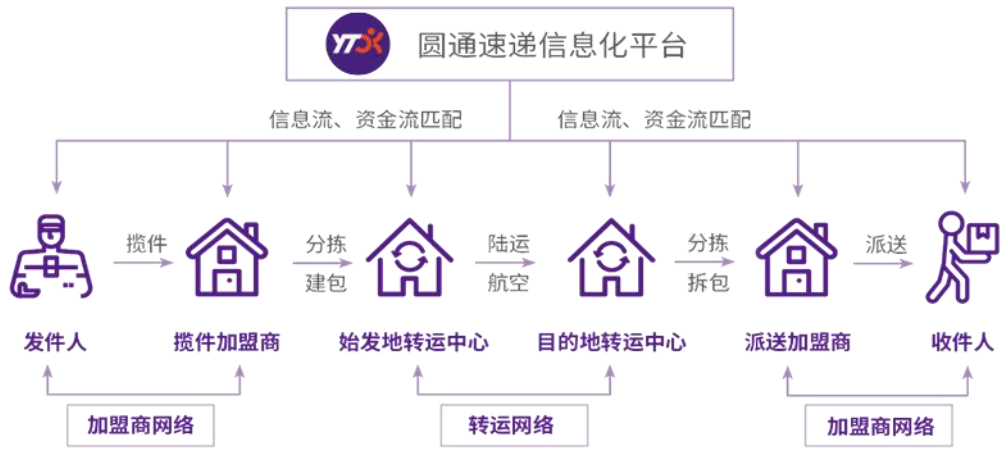 YTO
圆通速递信息化平台
信息流、资金流匹配
信息流、资金流匹配
揽件
分拣
建包
陆运
航空
分拣
拆包
派送
发件人
揽件加盟商
始发地转运中心
目的地转运中心
派送加盟商
收件人
加盟商网络
转运网络
加盟商网络